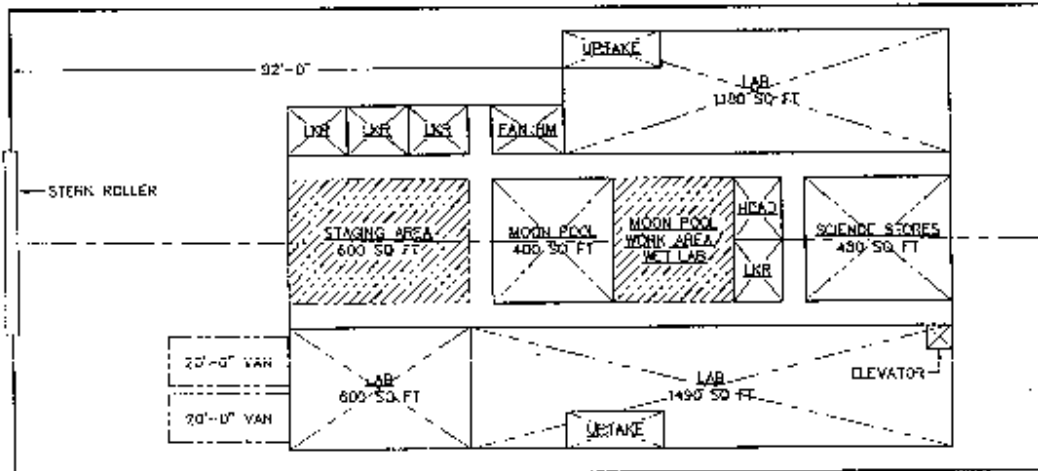 UPTAKE
92'-0"
LAB
1180 SQ FT
LKR
LKR
LKR
FAN RM
STERN ROLLER
STAGING AREA
600 SQ FT
MOON POOL
400 SQ FT
MOON POOL
WORK AREA/
WET LAB
HEAD
LKR
SCIENCE STORES
480 SQ FT
20'-0" VAN
20'-0" VAN
LAB
600 SQ FT
LAB
1490 SQ FT
UPTAKE
ELEVATOR